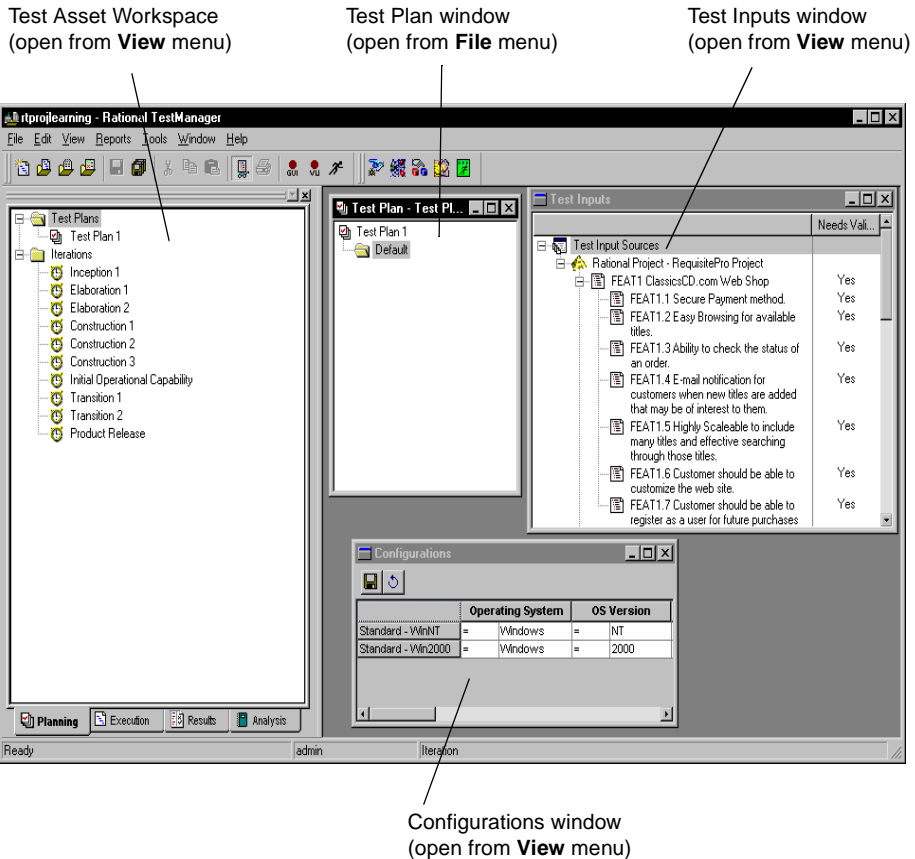 Test Asset Workspace
(open from View menu)
Test Plan window
(open from File menu)
Test Inputs window
(open from View menu)
rtprojlearning - Rational TestManager
File Edit View Reports Tools Window Help
GUI VU
Test Plans
Test Plan 1
Iterations
Inception 1
Elaboration 1
Elaboration 2
Construction 1
Construction 2
Construction 3
Initial Operational Capability
Transition 1
Transition 2
Product Release
Planning Execution Results Analysis
Test Plan - Test Pl...
Test Plan 1
Default
Test Inputs
Needs Vali...
Test Input Sources
Rational Project - RequisitePro Project
FEAT1 ClassicsCD.com Web Shop Yes
FEAT1.1 Secure Payment method. Yes
FEAT1.2 Easy Browsing for available Yes
titles.
FEAT1.3 Ability to check the status of Yes
an order.
FEAT1.4 E-mail notification for Yes
customers when new titles are added
that may be of interest to them.
FEAT1.5 Highly Scaleable to include Yes
many titles and effective searching
through those titles.
FEAT1.6 Customer should be able to Yes
customize the web site.
FEAT1.7 Customer should be able to Yes
register as a user for future purchases
Configurations
Operating System OS Version
Standard - WinNT = Windows = NT
Standard - Win2000 = Windows = 2000
Ready admin Iteration
Configurations window
(open from View menu)